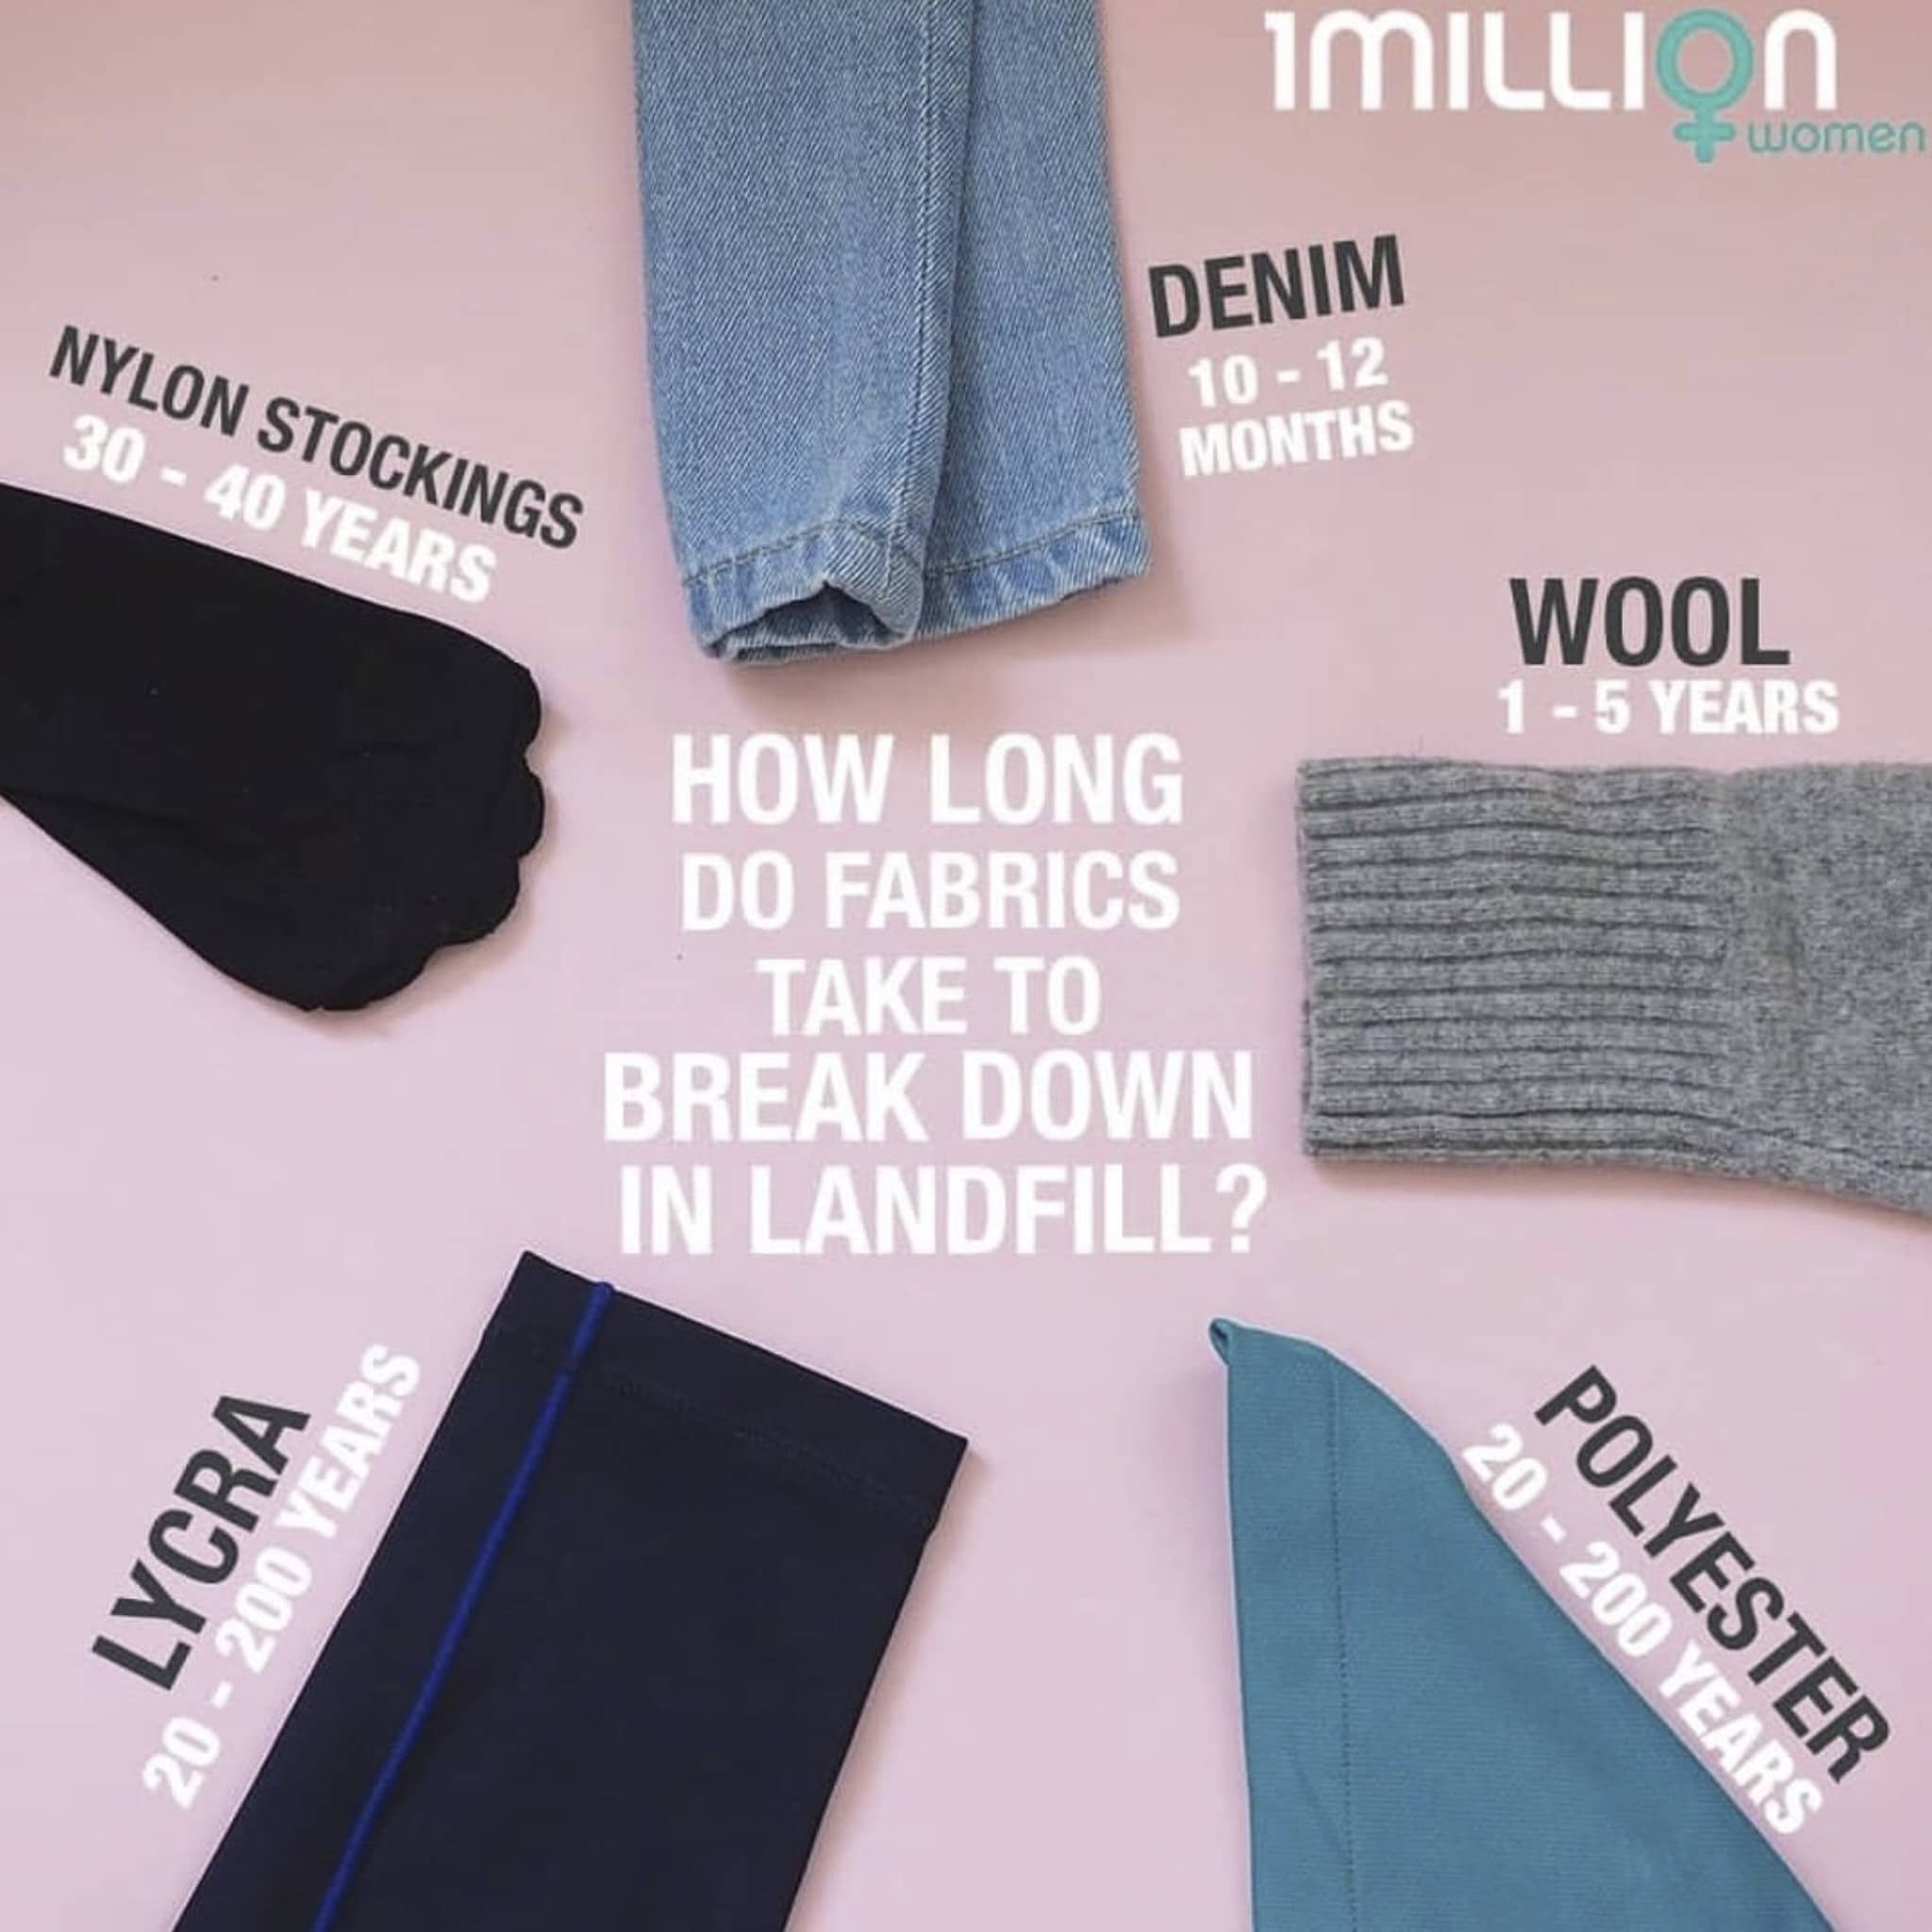 1MILLION
women
DENIM
10 - 12
MONTHS
NYLON STOCKINGS
30 - 40 YEARS
WOOL
1 - 5 YEARS
HOW LONG
DO FABRICS
TAKE TO
BREAK DOWN
IN LANDFILL?
LYCRA
20 - 200 YEARS
POLYESTER
20 - 200 YEARS